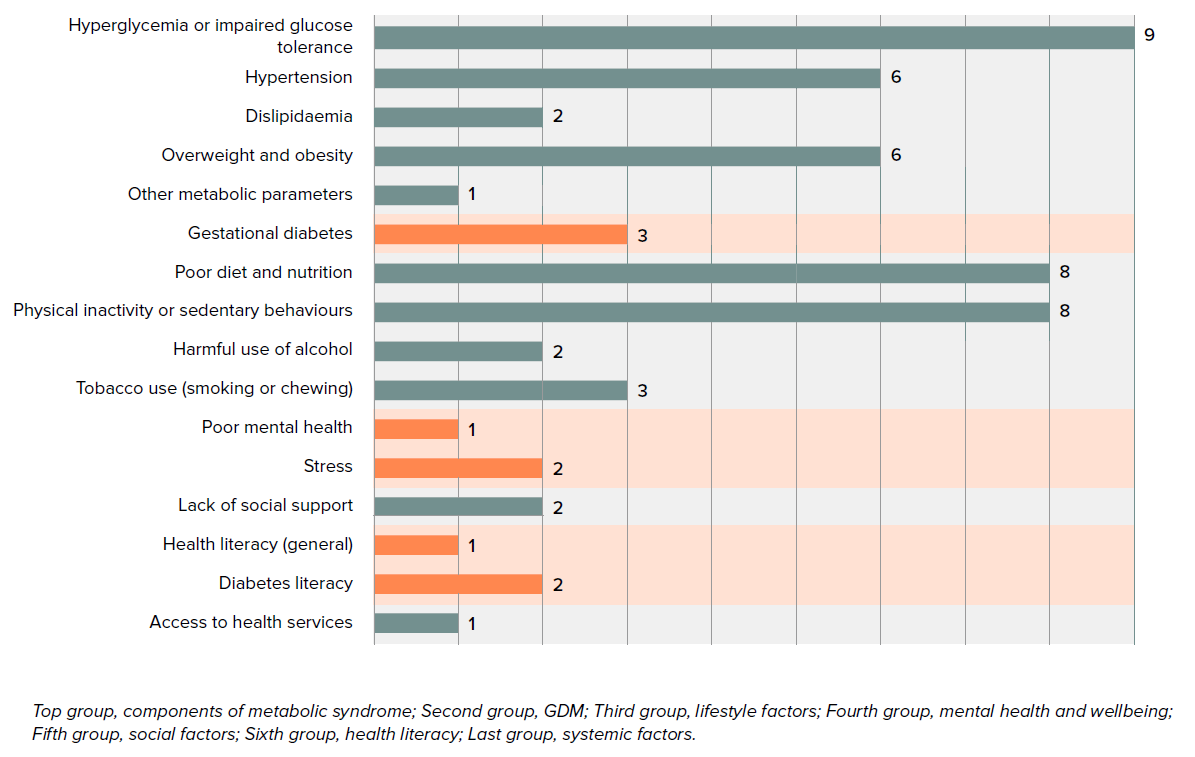 Hyperglycemia or impaired glucose
tolerance
9
Hypertension
6
Dislipidaemia
2
Overweight and obesity
6
Other metabolic parameters
1
Gestational diabetes
3
Poor diet and nutrition
8
Physical inactivity or sedentary behaviours
8
Harmful use of alcohol
2
Tobacco use (smoking or chewing)
3
Poor mental health
1
Stress
2
Lack of social support
2
Health literacy (general)
1
Diabetes literacy
2
Access to health services
1
Top group, components of metabolic syndrome; Second group, GDM; Third group, lifestyle factors; Fourth group, mental health and wellbeing;
Fifth group, social factors; Sixth group, health literacy; Last group, systemic factors.